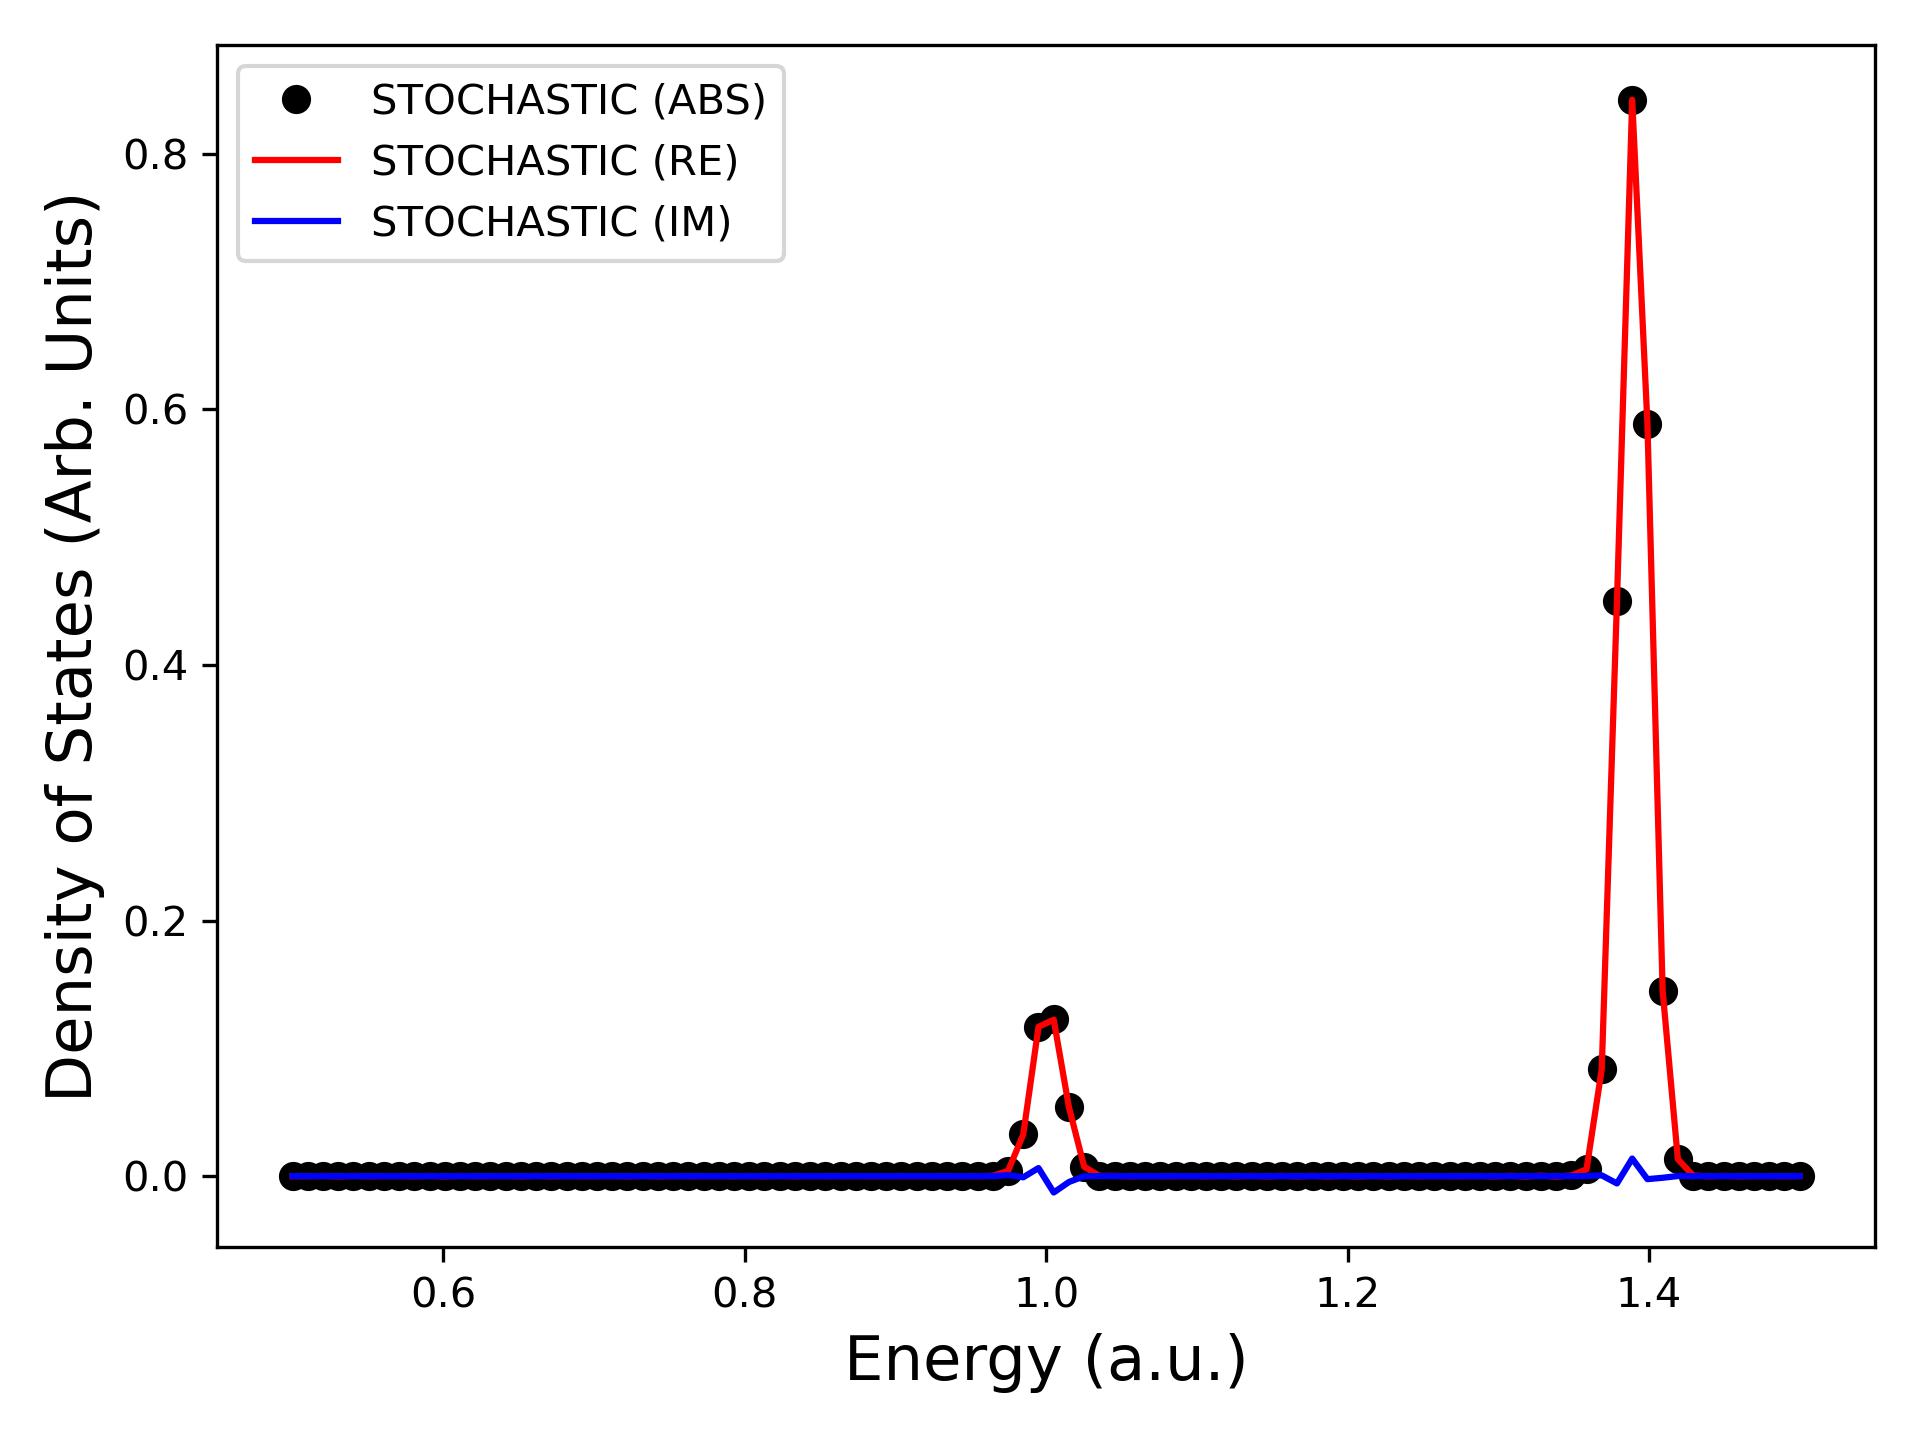 STOCHASTIC (ABS)
STOCHASTIC (RE)
STOCHASTIC (IM)
Density of States (Arb. Units)
0.8
0.6
0.4
0.2
0.0
0.6 0.8 1.0 1.2 1.4
Energy (a.u.)